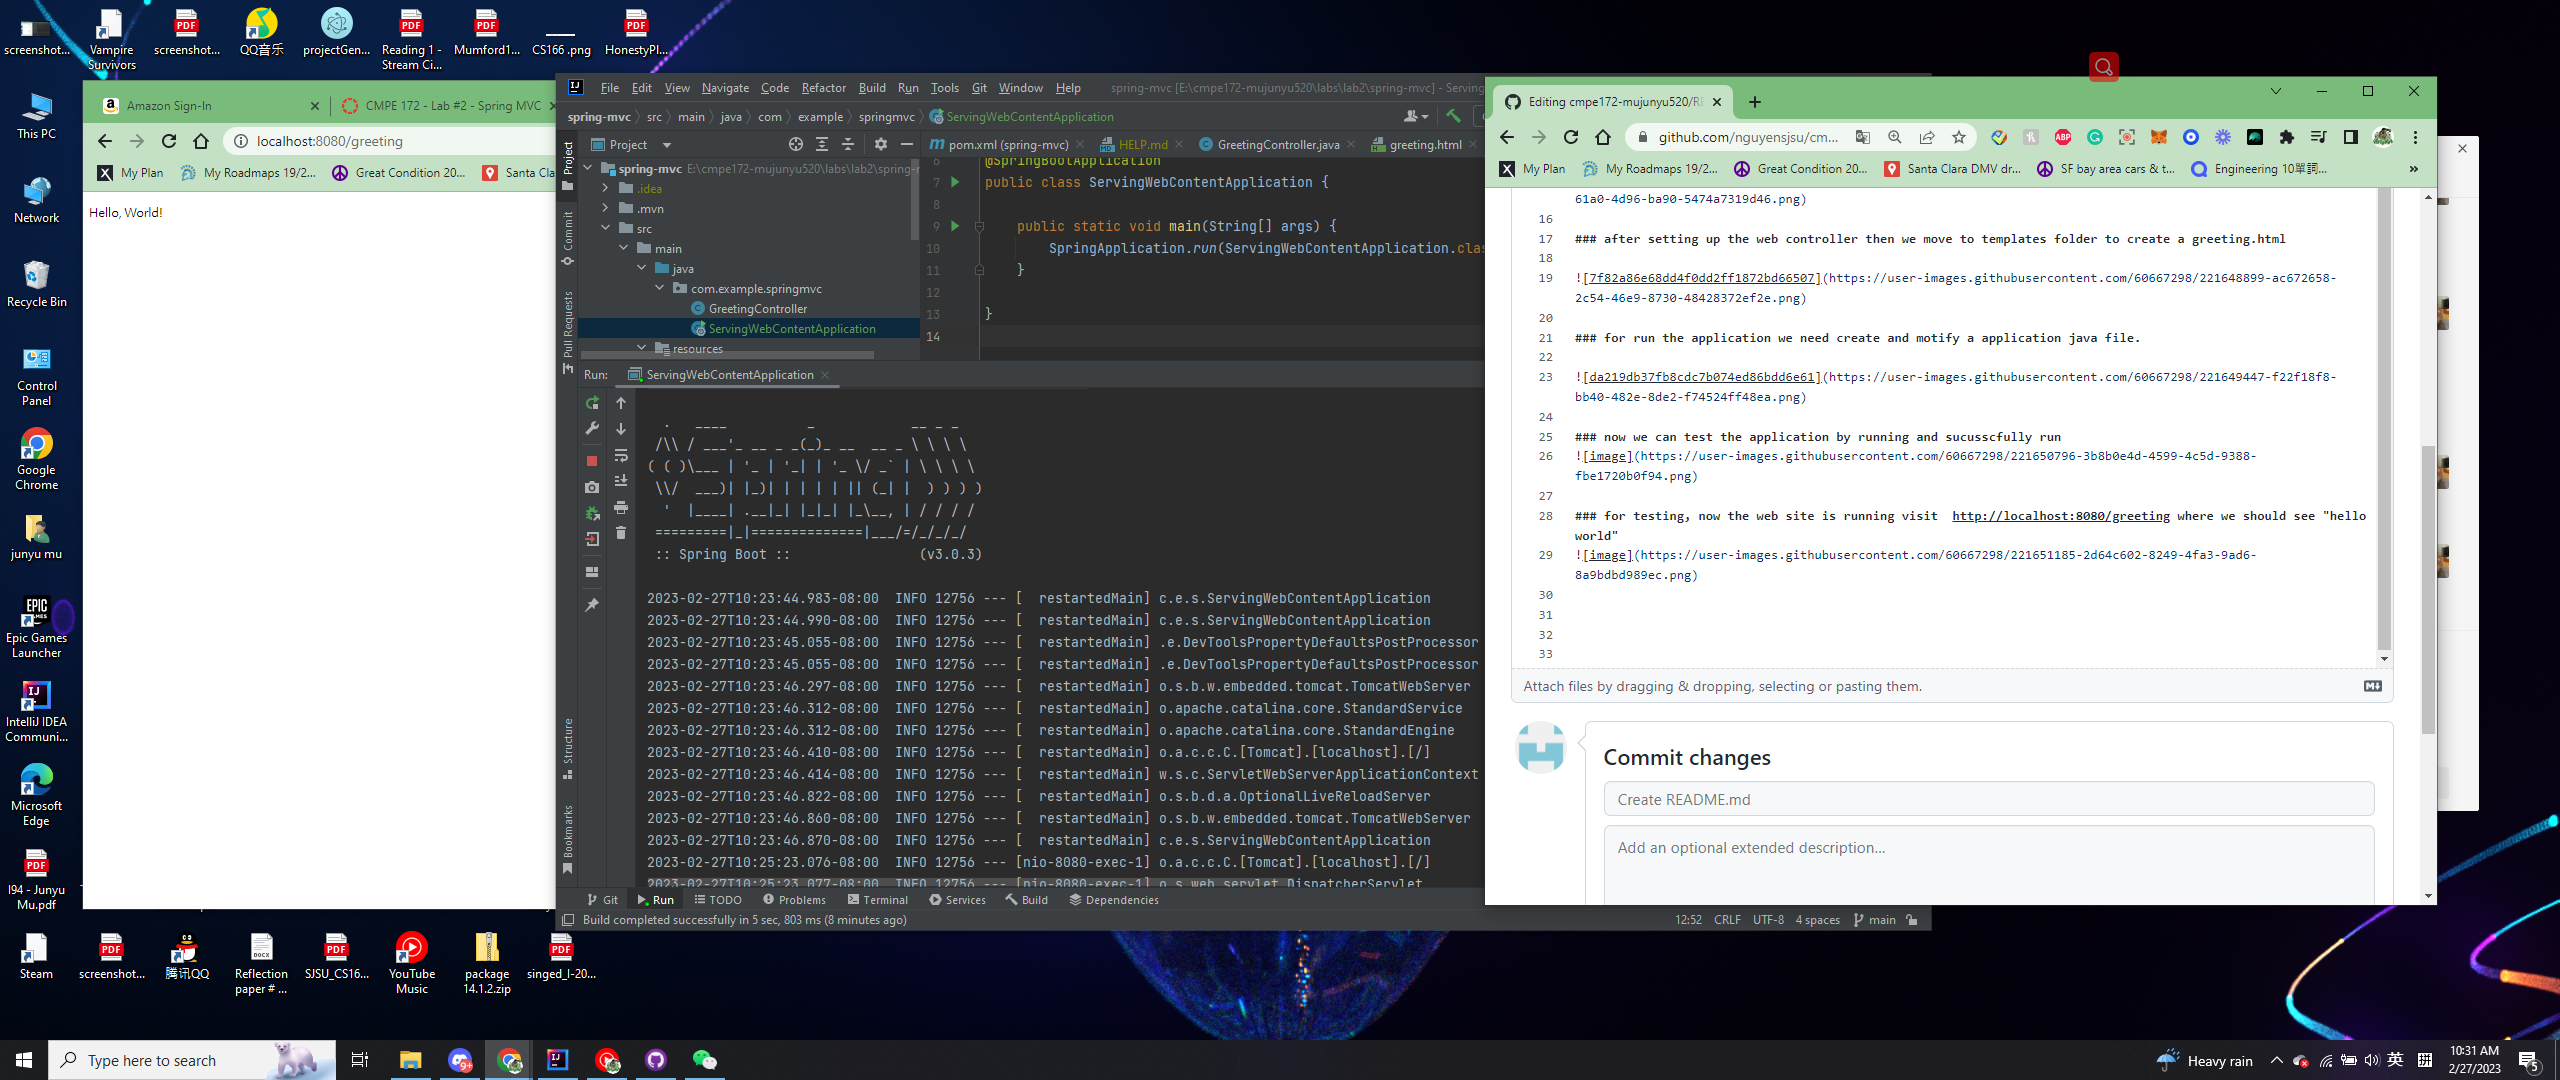 screenshot...
Vampire Survivors
screenshot...
QQ音乐
projectGen...
Reading 1 - Stream Ci...
Mumford1...
CS166 .png
HonestyPl...
This PC
Network
Recycle Bin
Control Panel
Google Chrome
junyu mu
Epic Games Launcher
IntelliJ IDEA Communi...
Microsoft Edge
I94 - Junyu Mu.pdf
Steam
screenshot...
腾讯QQ
Reflection paper # ...
SJSU_CS16...
YouTube Music
package 14.1.2.zip
singed_I-20...
Amazon Sign-In
CMPE 172 - Lab #2 - Spring MVC
localhost:8080/greeting
My Plan
My Roadmaps 19/2...
Great Condition 20...
Santa Cla
Hello, World!
File Edit View Navigate Code Refactor Build Run Tools Git Window Help
spring-mvc [E:\cmpe172-mujunyu520\labs\lab2\spring-mvc] - Serving
spring-mvc src main java com example springmvc ServingWebContentApplication
Project
pom.xml (spring-mvc)
HELP.md
GreetingController.java
greeting.html
Project
Commit
Pull Requests
Structure
Bookmarks
spring-mvc E:\cmpe172-mujunyu520\labs\lab2\spring-m
.idea
.mvn
src
main
java
com.example.springmvc
GreetingController
ServingWebContentApplication
resources
6 @SpringBootApplication
7 public class ServingWebContentApplication {
8
9 public static void main(String[] args) {
10 SpringApplication.run(ServingWebContentApplication.clas
11 }
12
13 }
14
Run: ServingWebContentApplication
:: Spring Boot :: (v3.0.3)
2023-02-27T10:23:44.983-08:00 INFO 12756 --- [ restartedMain] c.e.s.ServingWebContentApplication
2023-02-27T10:23:44.990-08:00 INFO 12756 --- [ restartedMain] c.e.s.ServingWebContentApplication
2023-02-27T10:23:45.055-08:00 INFO 12756 --- [ restartedMain] .e.DevToolsPropertyDefaultsPostProcessor
2023-02-27T10:23:45.055-08:00 INFO 12756 --- [ restartedMain] .e.DevToolsPropertyDefaultsPostProcessor
2023-02-27T10:23:46.297-08:00 INFO 12756 --- [ restartedMain] o.s.b.w.embedded.tomcat.TomcatWebServer
2023-02-27T10:23:46.312-08:00 INFO 12756 --- [ restartedMain] o.apache.catalina.core.StandardService
2023-02-27T10:23:46.312-08:00 INFO 12756 --- [ restartedMain] o.apache.catalina.core.StandardEngine
2023-02-27T10:23:46.410-08:00 INFO 12756 --- [ restartedMain] o.a.c.c.C.[Tomcat].[localhost].[/]
2023-02-27T10:23:46.414-08:00 INFO 12756 --- [ restartedMain] w.s.c.ServletWebServerApplicationContext
2023-02-27T10:23:46.822-08:00 INFO 12756 --- [ restartedMain] o.s.b.d.a.OptionalLiveReloadServer
2023-02-27T10:23:46.860-08:00 INFO 12756 --- [ restartedMain] o.s.b.w.embedded.tomcat.TomcatWebServer
2023-02-27T10:23:46.870-08:00 INFO 12756 --- [ restartedMain] c.e.s.ServingWebContentApplication
2023-02-27T10:25:23.076-08:00 INFO 12756 --- [nio-8080-exec-1] o.a.c.c.C.[Tomcat].[localhost].[/]
2023-02-27T10:25:23.077-08:00 INFO 12756 --- [nio-8080-exec-1] o.s.web.servlet.DispatcherServlet
Git Run TODO Problems Terminal Services Build Dependencies
Build completed successfully in 5 sec, 803 ms (8 minutes ago)
12:52 CRLF UTF-8 4 spaces main
Editing cmpe172-mujunyu520/RE
github.com/nguyensjsu/cm...
My Plan
My Roadmaps 19/2...
Great Condition 20...
Santa Clara DMV dr...
SF bay area cars & t...
Engineering 10單詞...
61a0-4d96-ba90-5474a7319d46.png)
16
17 ### after setting up the web controller then we move to templates folder to create a greeting.html
18
19 ![7f82a86e68dd4f0dd2ff1872bd66507](https://user-images.githubusercontent.com/60667298/221648899-ac672658-
2c54-46e9-8730-48428372ef2e.png)
20
21 ### for run the application we need create and motify a application java file.
22
23 ![da219db37fb8cdc7b074ed86bdd6e61](https://user-images.githubusercontent.com/60667298/221649447-f22f18f8-
bb40-482e-8de2-f74524ff48ea.png)
24
25 ### now we can test the application by running and sucusscfully run
26 ![image](https://user-images.githubusercontent.com/60667298/221650796-3b8b0e4d-4599-4c5d-9388-
fbe1720b0f94.png)
27
28 ### for testing, now the web site is running visit http://localhost:8080/greeting where we should see "hello
world"
29 ![image](https://user-images.githubusercontent.com/60667298/221651185-2d64c602-8249-4fa3-9ad6-
8a9bdbd989ec.png)
30
31
32
33
Attach files by dragging & dropping, selecting or pasting them.
Commit changes
Create README.md
Add an optional extended description...
Type here to search
Heavy rain
英
拼
10:31 AM
2/27/2023
5